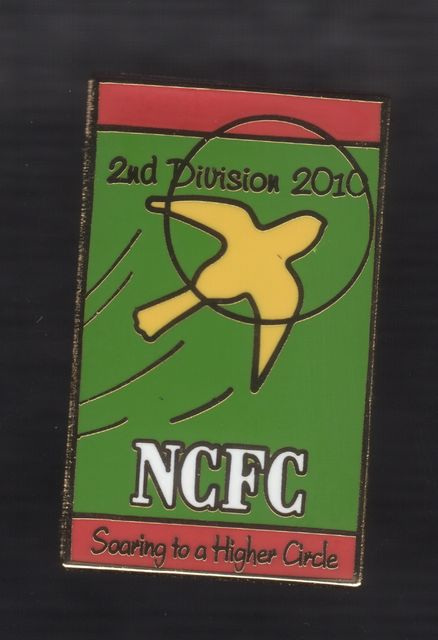 2nd Division 2010
NCFC
Soaring to a Higher Circle